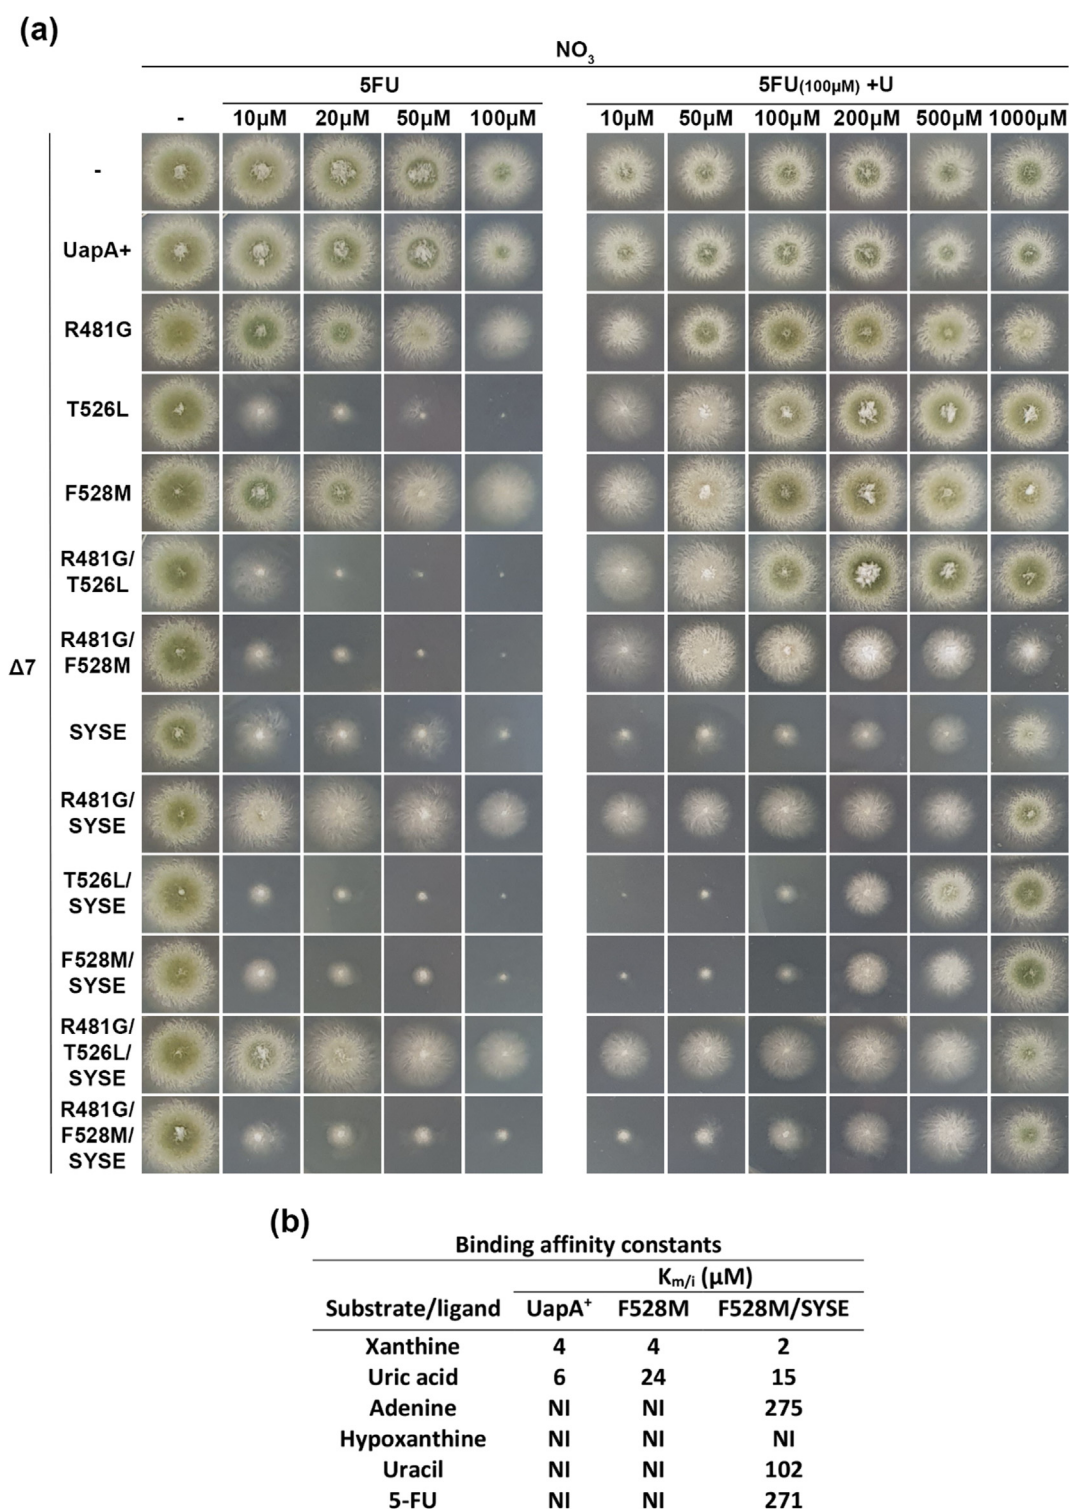 (a)
NO3
5FU 5FU(100µM) +U
- 10µM 20µM 50µM 100µM 10µM 50µM 100µM 200µM 500µM 1000µM
-
UapA+
R481G
T526L
F528M
R481G/
T526L
R481G/
F528M
Δ7
SYSE
R481G/
SYSE
T526L/
SYSE
F528M/
SYSE
R481G/
T526L/
SYSE
R481G/
F528M/
SYSE
(b)
Binding affinity constants
Km/i (µM)
Substrate/ligand UapA+ F528M F528M/SYSE
Xanthine 4 4 2
Uric acid 6 24 15
Adenine NI NI 275
Hypoxanthine NI NI NI
Uracil NI NI 102
5-FU NI NI 271